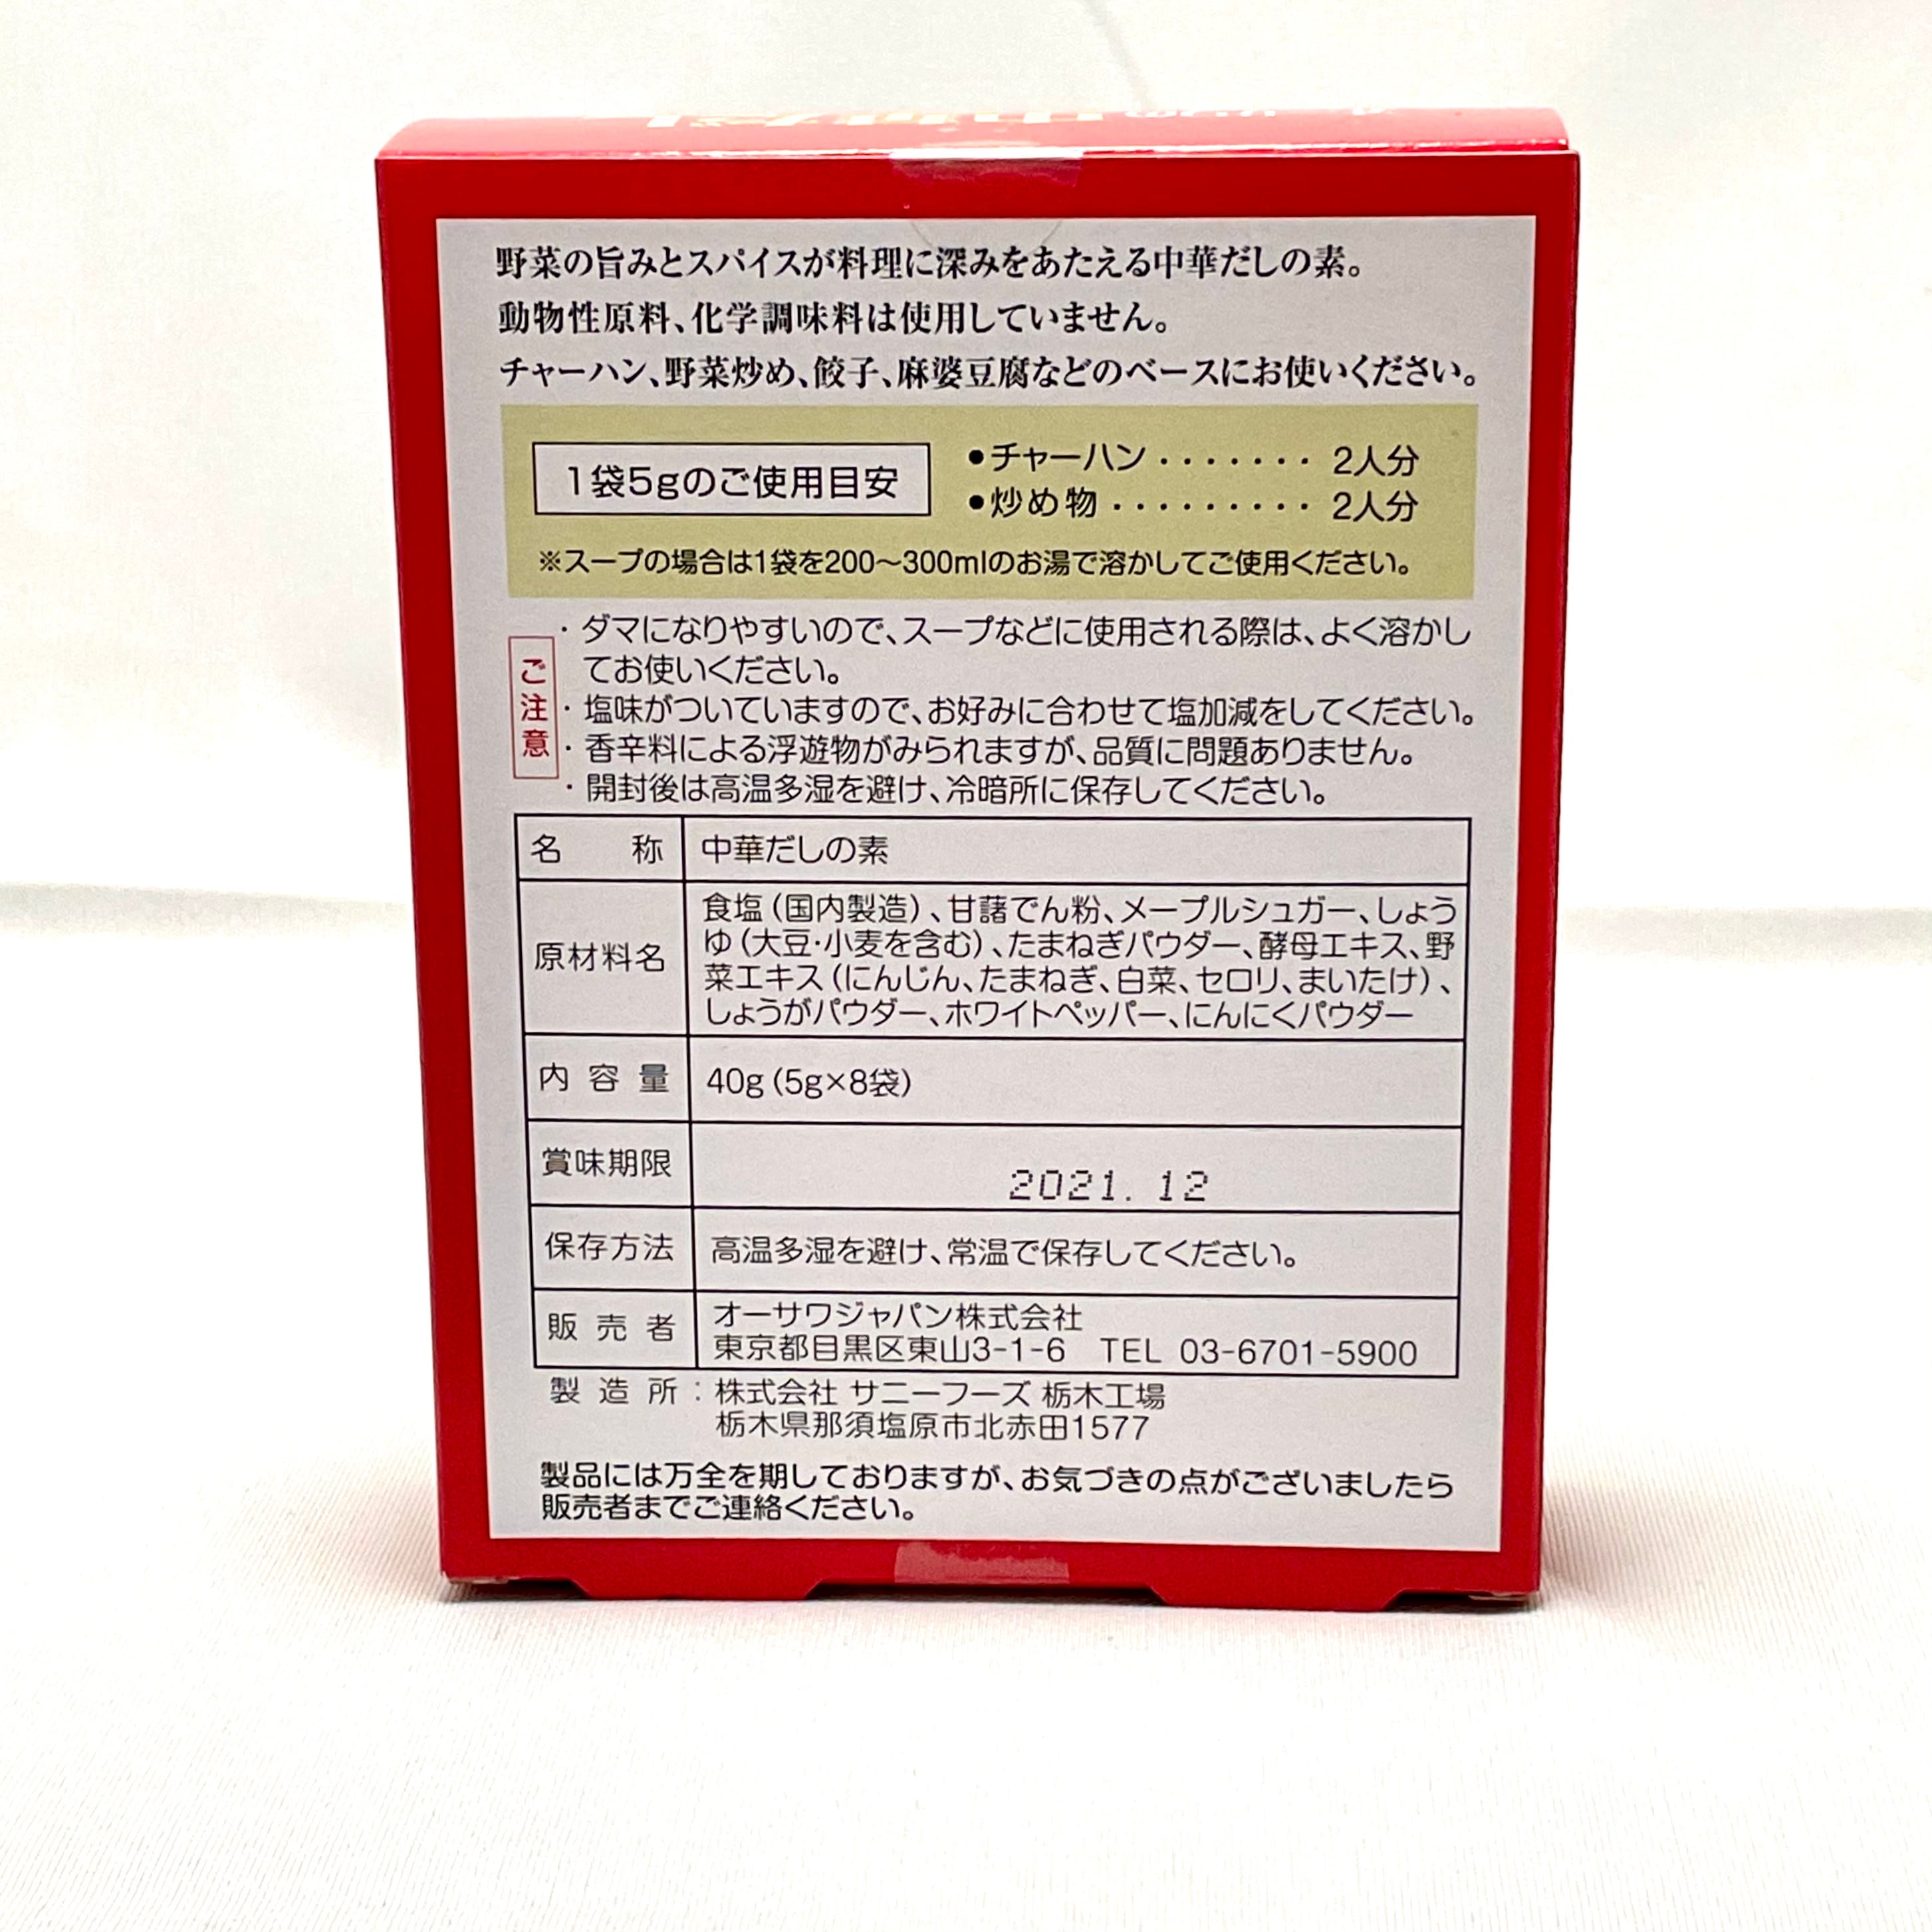 野菜の旨みとスパイスが料理に深みをあたえる中華だしの素。
動物性原料、化学調味料は使用していません。
チャーハン、野菜炒め、餃子、麻婆豆腐などのベースにお使いください。
1袋5gのご使用目安
●チャーハン・・・・・・・2人分
●炒め物・・・・・・・・・2人分
※スープの場合は1袋を200〜300mlのお湯で溶かしてご使用ください。
ご注意
・ダマになりやすいので、スープなどに使用される際は、よく溶かし
てお使いください。
・塩味がついていますので、お好みに合わせて塩加減をしてください。
・香辛料による浮遊物がみられますが、品質に問題ありません。
・開封後は高温多湿を避け、冷暗所に保存してください。
名称 中華だしの素
原材料名 食塩(国内製造)、甘藷でん粉、メープルシュガー、しょう
ゆ(大豆・小麦を含む)、たまねぎパウダー、酵母エキス、野
菜エキス(にんじん、たまねぎ、白菜、セロリ、まいたけ)、
しょうがパウダー、ホワイトペッパー、にんにくパウダー
内容量 40g(5g×8袋)
賞味期限 2021. 12
保存方法 高温多湿を避け、常温で保存してください。
販売者 オーサワジャパン株式会社
東京都目黒区東山3-1-6 TEL 03-6701-5900
製造所:株式会社 サニーフーズ 栃木工場
栃木県那須塩原市北赤田1577
製品には万全を期しておりますが、お気づきの点がございましたら
販売者までご連絡ください。